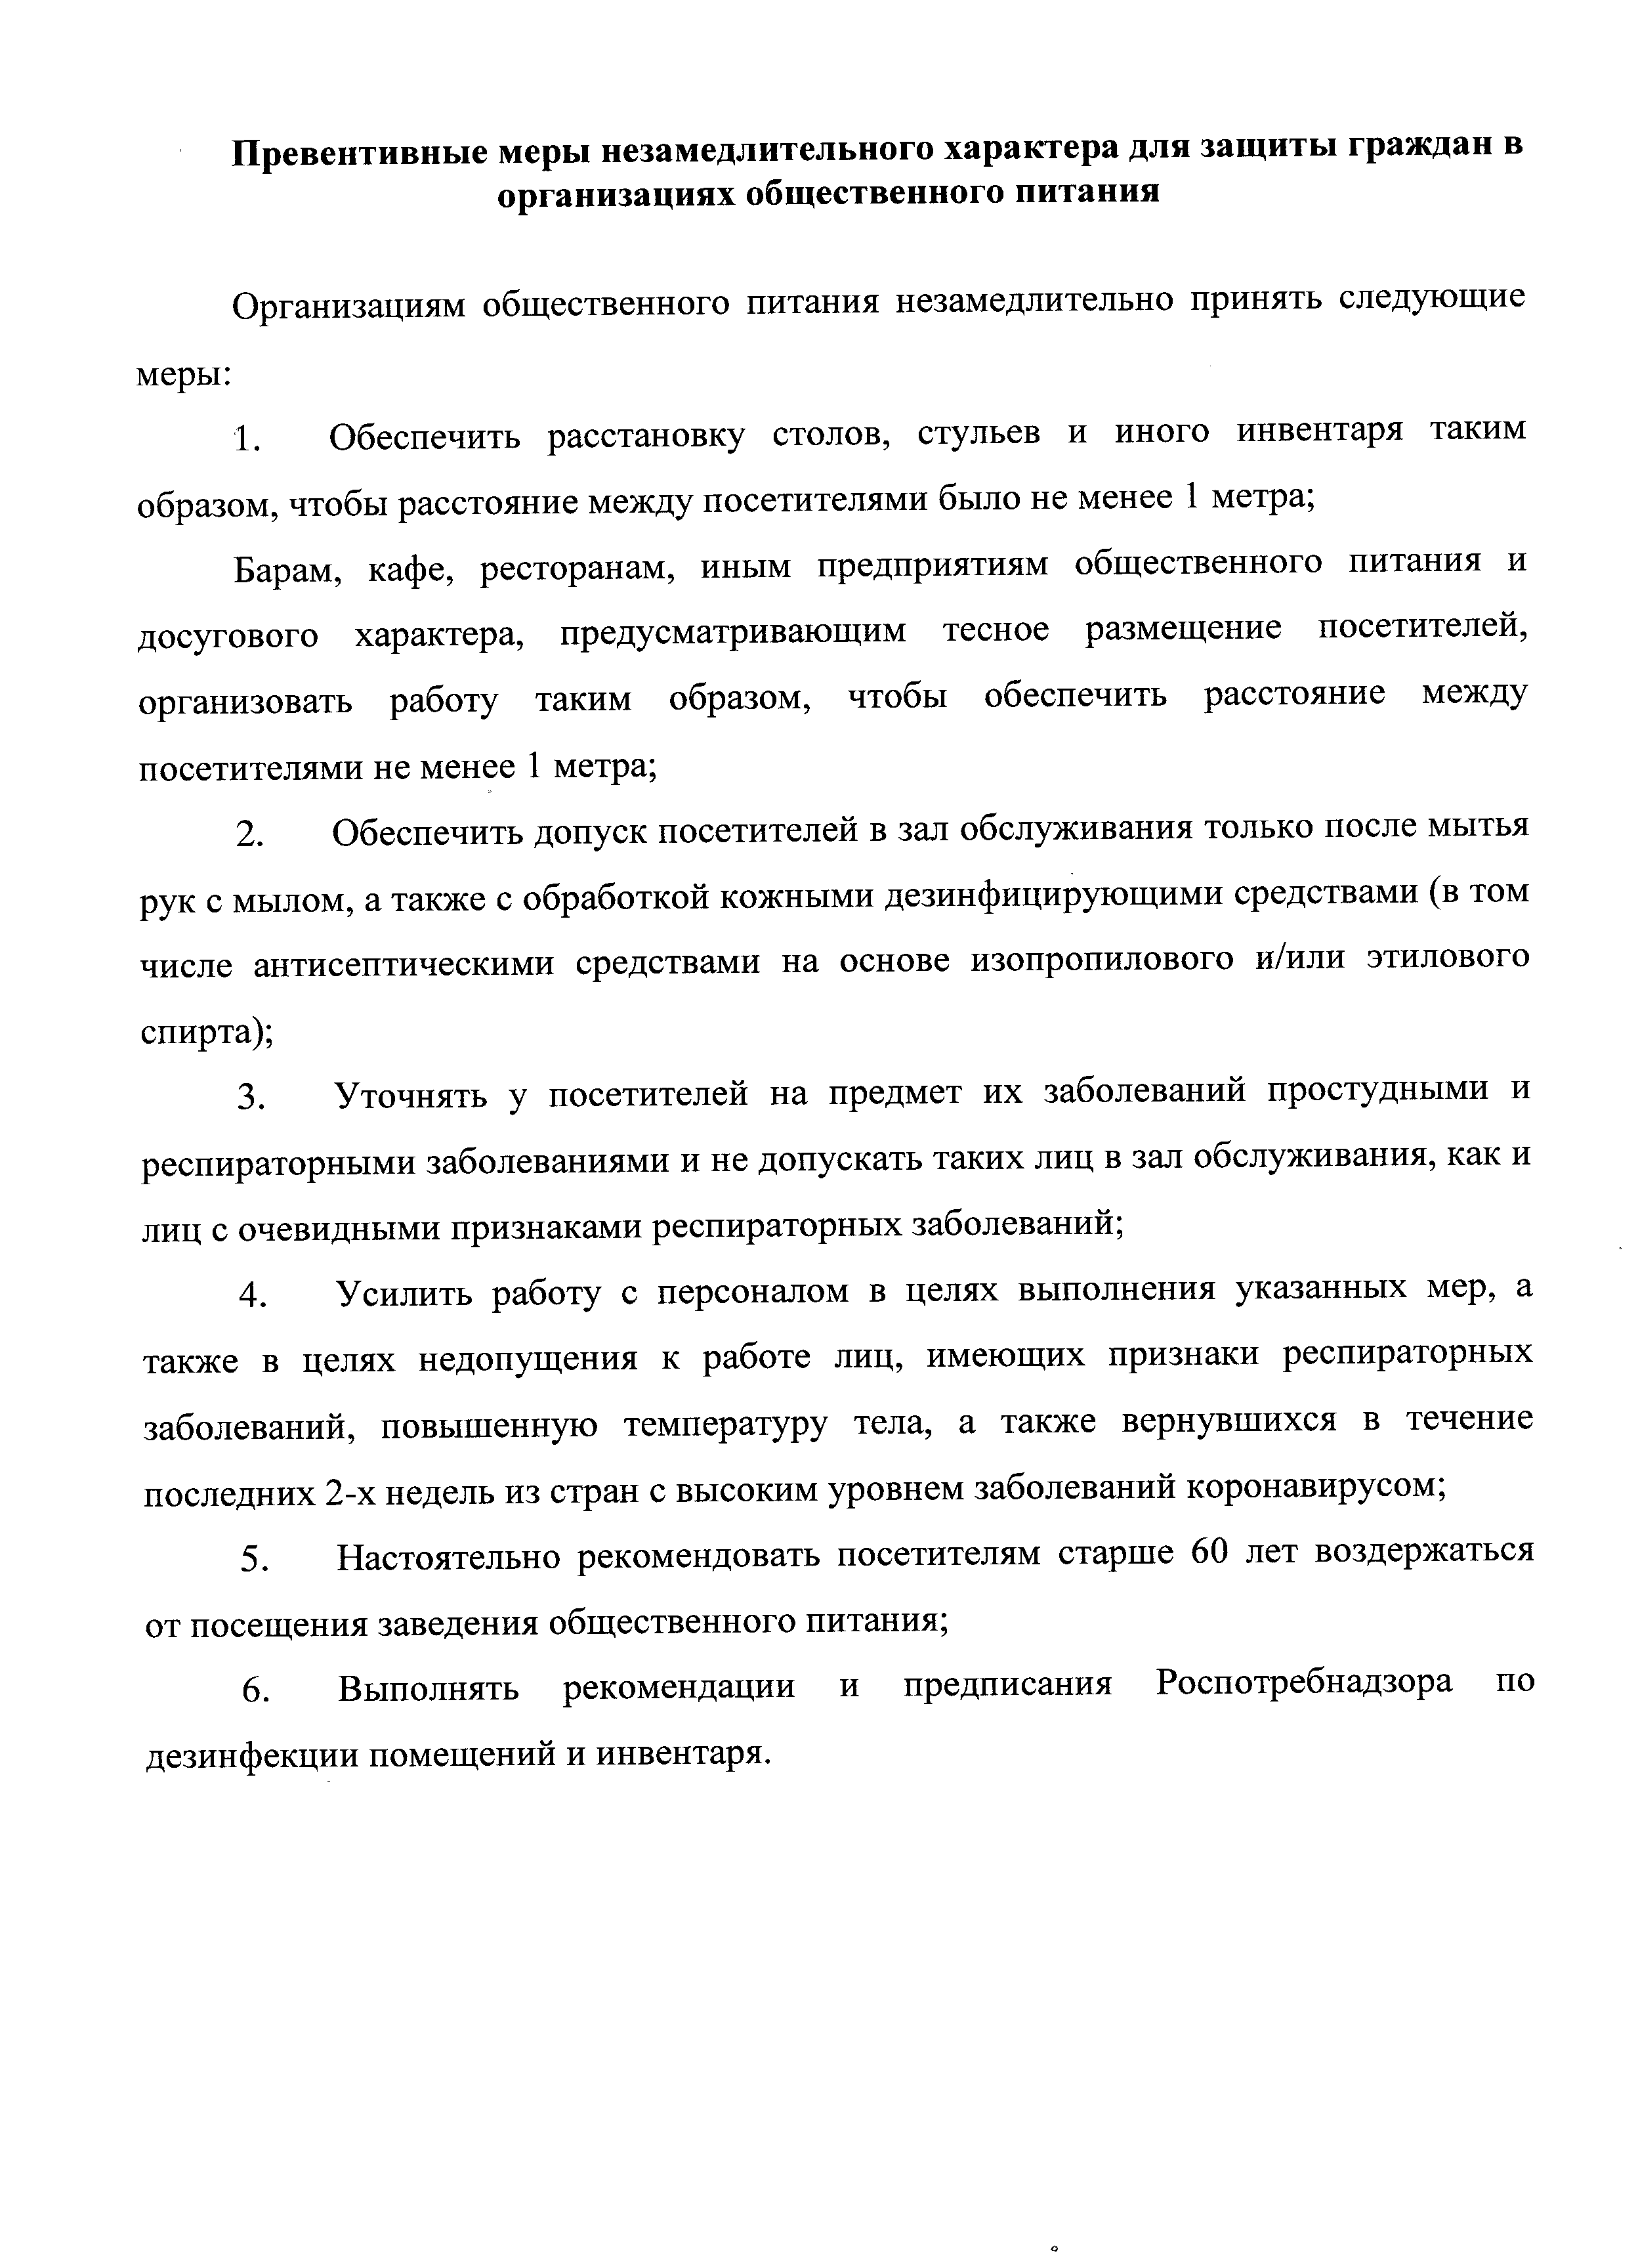 Превентивные меры незамедлительного характера для защиты граждан в
организациях общественного питания
Организациям общественного питания незамедлительно принять следующие
меры:
1. Обеспечить расстановку столов, стульев и иного инвентаря таким
образом, чтобы расстояние между посетителями было не менее 1 метра;
Барам, кафе, ресторанам, иным предприятиям общественного питания и
досугового характера, предусматривающим тесное размещение посетителей,
организовать работу таким образом, чтобы обеспечить расстояние между
посетителями не менее 1 метра;
2. Обеспечить допуск посетителей в зал обслуживания только после мытья
рук с мылом, а также с обработкой кожными дезинфицирующими средствами (в том
числе антисептическими средствами на основе изопропилового и/или этилового
спирта);
3. Уточнять у посетителей на предмет их заболеваний простудными и
респираторными заболеваниями и не допускать таких лиц в зал обслуживания, как и
лиц с очевидными признаками респираторных заболеваний;
4. Усилить работу с персоналом в целях выполнения указанных мер, а
также в целях недопущения к работе лиц, имеющих признаки респираторных
заболеваний, повышенную температуру тела, а также вернувшихся в течение
последних 2-х недель из стран с высоким уровнем заболеваний коронавирусом;
5. Настоятельно рекомендовать посетителям старше 60 лет воздержаться
от посещения заведения общественного питания;
6. Выполнять рекомендации и предписания Роспотребнадзора по
дезинфекции помещений и инвентаря.